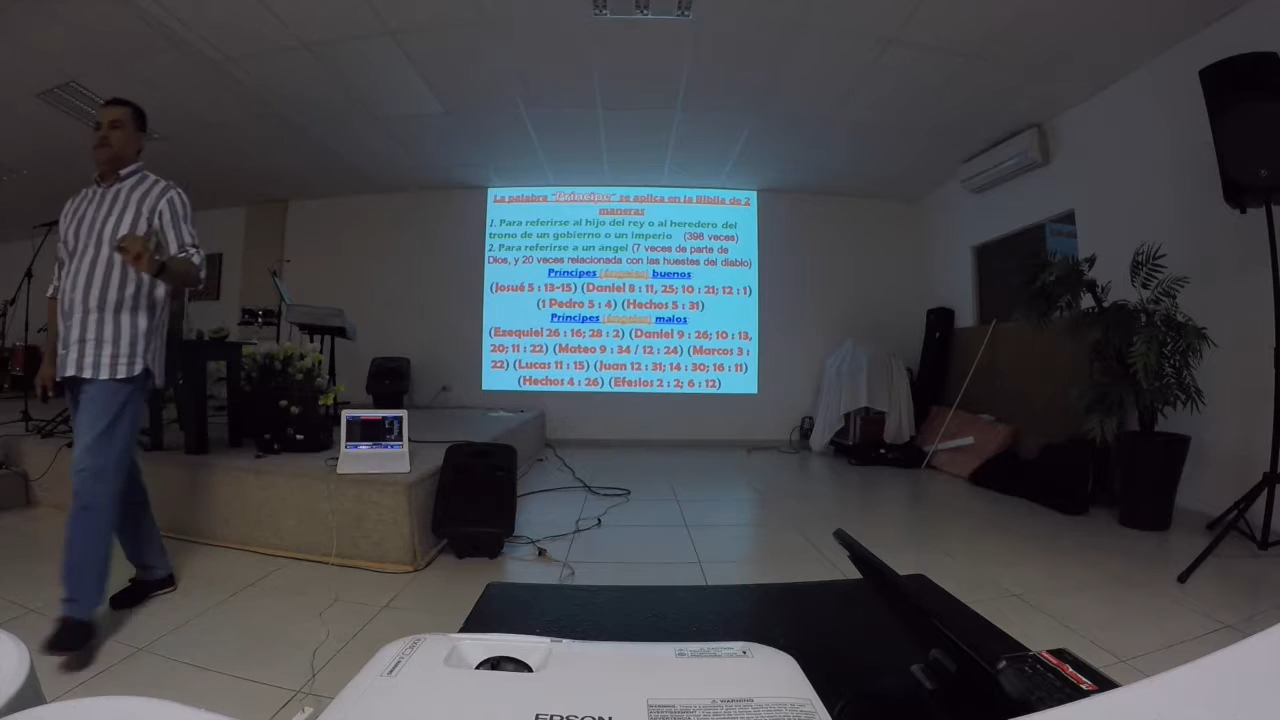 La palabra "Príncipe" se aplica en la Biblia de 2
maneras
1. Para referirse al hijo del rey o al heredero del
trono de un gobierno o un imperio (398 veces)
2. Para referirse a un ángel (7 veces de parte de
Dios, y 20 veces relacionada con las huestes del diablo)
Príncipes (ángeles) buenos:
(Josué 5 : 13-15) (Daniel 8 : 11, 25; 10 : 21; 12 : 1)
(1 Pedro 5 : 4) (Hechos 5 : 31)
Príncipes (ángeles) malos:
(Ezequiel 26 : 16; 28 : 2) (Daniel 9 : 26; 10 : 13,
20; 11 : 22) (Mateo 9 : 34 / 12 : 24) (Marcos 3 :
22) (Lucas 11 : 15) (Juan 12 : 31; 14 : 30; 16 : 11)
(Hechos 4 : 26) (Efesios 2 : 2; 6 : 12)
CAUTION
WARNING
EPSON